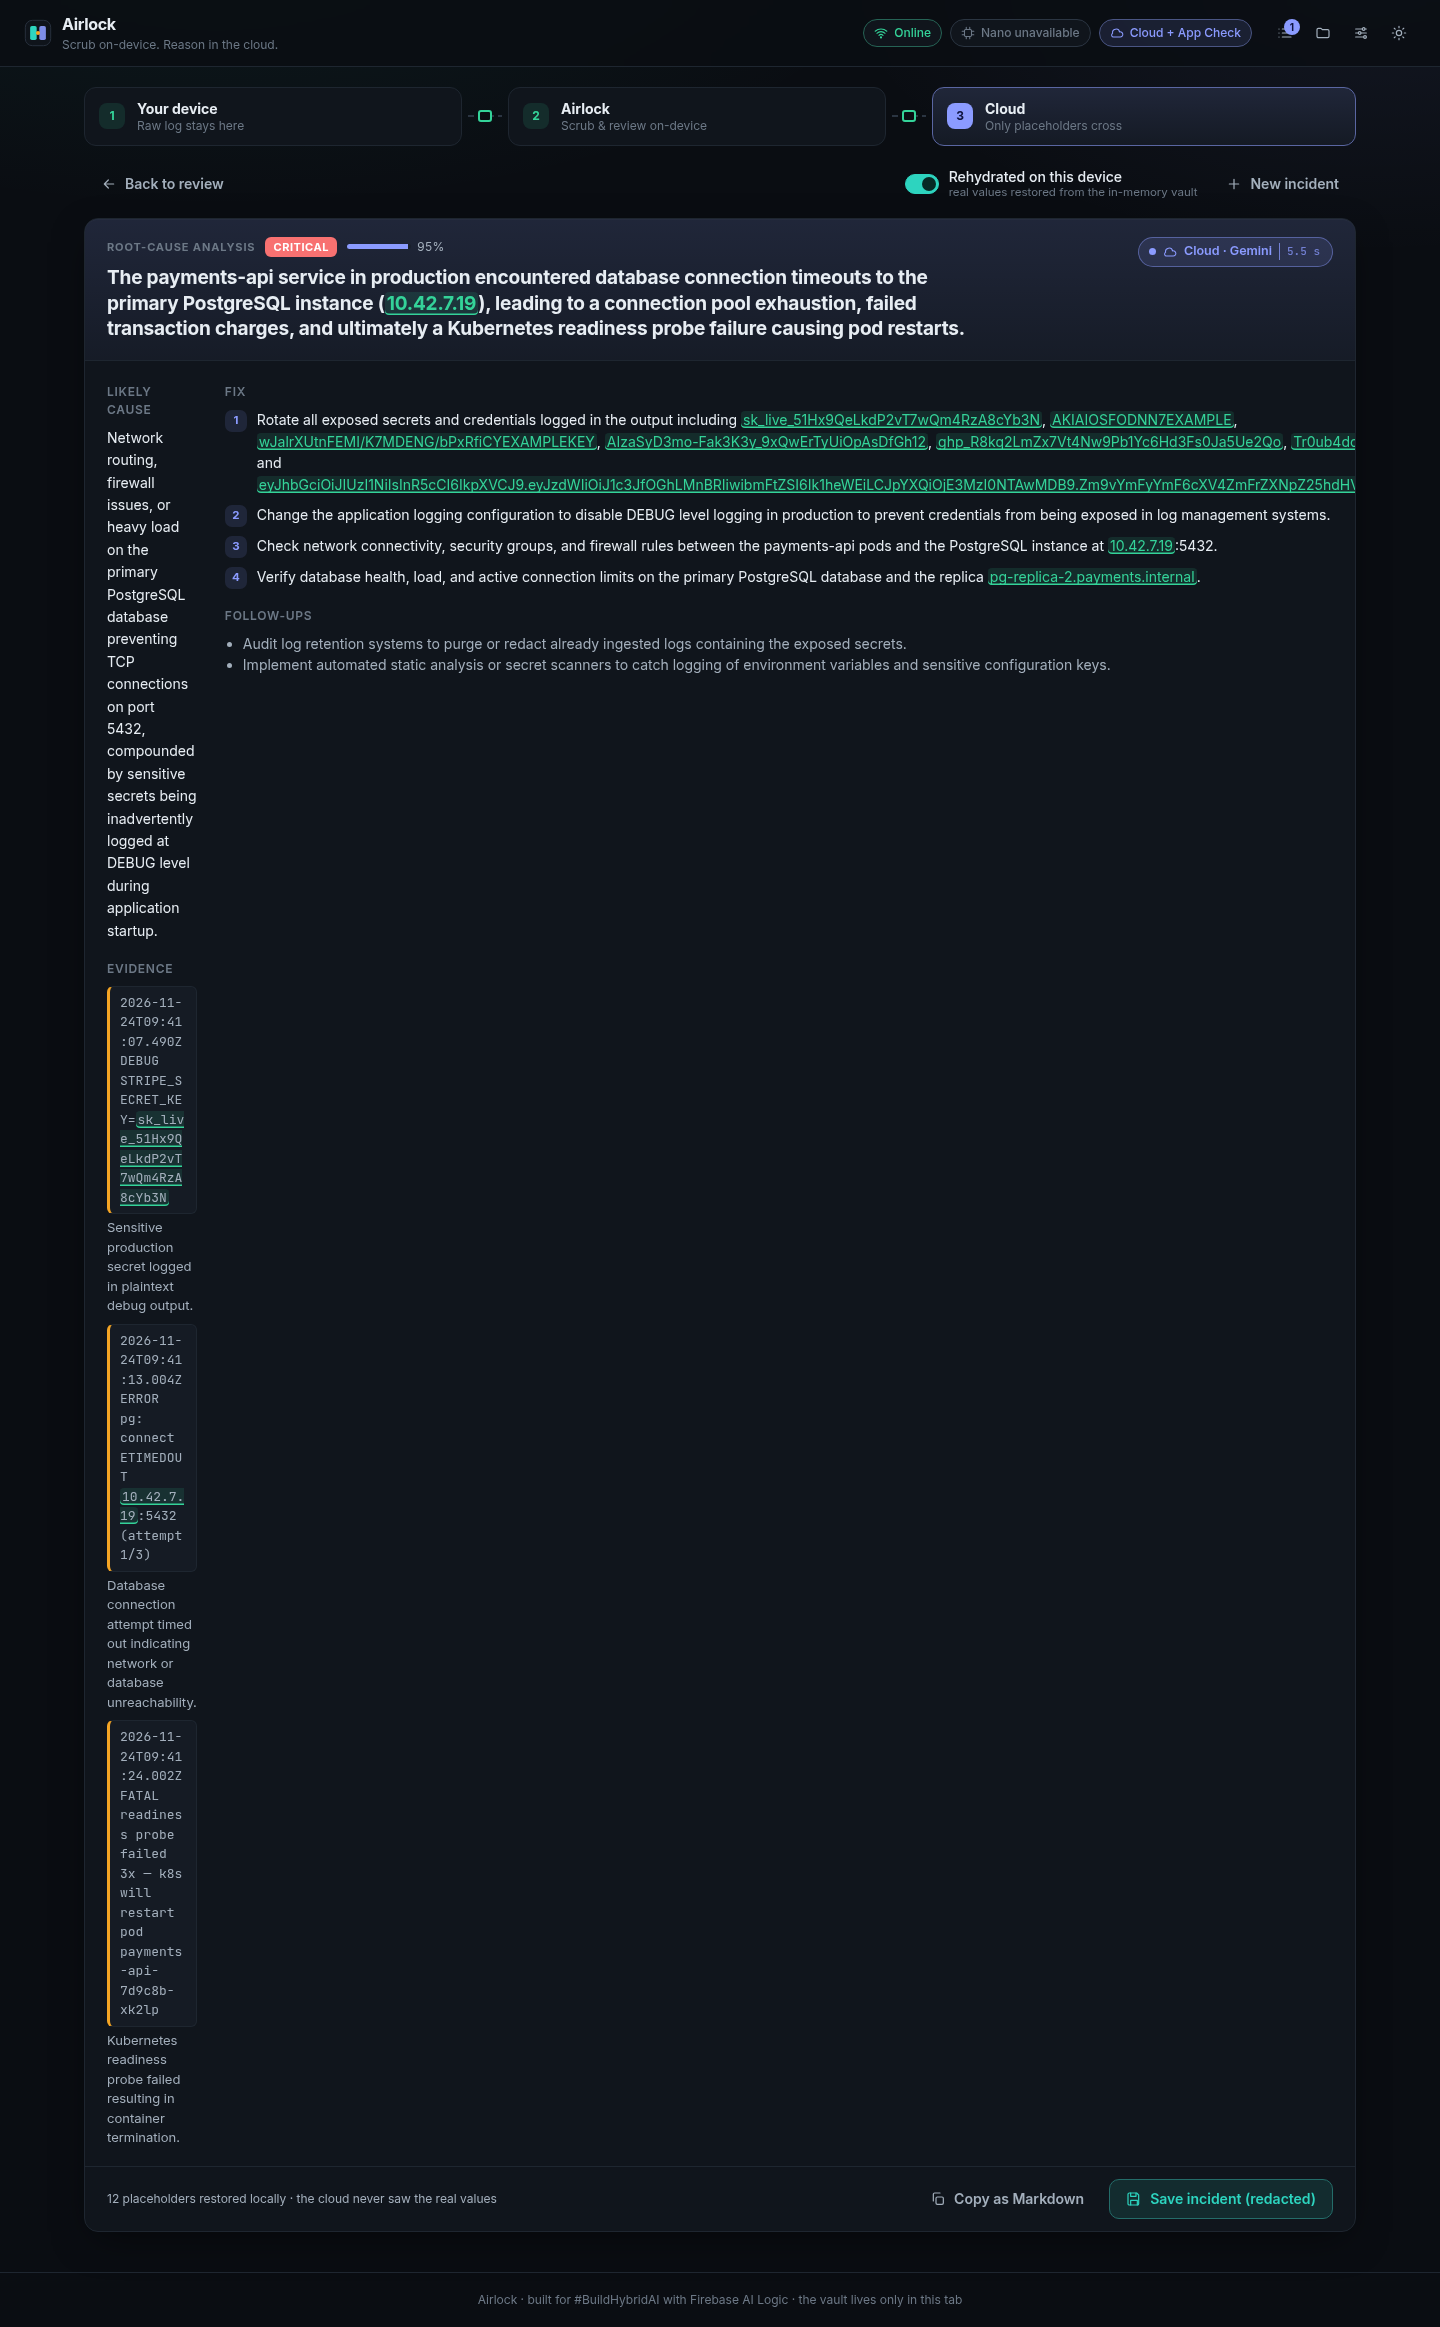 Airlock
Scrub on-device. Reason in the cloud.
Online
Nano unavailable
Cloud + App Check
1
1
Your device
Raw log stays here
2
Airlock
Scrub & review on-device
3
Cloud
Only placeholders cross
Back to review
Rehydrated on this device
real values restored from the in-memory vault
New incident
ROOT-CAUSE ANALYSIS
CRITICAL
95%
Cloud · Gemini
5.5 s
The payments-api service in production encountered database connection timeouts to the
primary PostgreSQL instance (10.42.7.19), leading to a connection pool exhaustion, failed
transaction charges, and ultimately a Kubernetes readiness probe failure causing pod restarts.
LIKELY
CAUSE
Network
routing,
firewall
issues, or
heavy load
on the
primary
PostgreSQL
database
preventing
TCP
connections
on port
5432,
compounded
by sensitive
secrets being
inadvertently
logged at
DEBUG level
during
application
startup.
EVIDENCE
2026-11-
24T09:41
:07.490Z
DEBUG
STRIPE_S
ECRET_KE
Y=sk_liv
e_51Hx9Q
eLkdP2vT
7wQm4RzA
8cYb3N
Sensitive
production
secret logged
in plaintext
debug output.
2026-11-
24T09:41
:13.004Z
ERROR
pg:
connect
ETIMEDOU
T
10.42.7.
19:5432
(attempt
1/3)
Database
connection
attempt timed
out indicating
network or
database
unreachability.
2026-11-
24T09:41
:24.002Z
FATAL
readines
s probe
failed
3x — k8s
will
restart
pod
payments
-api-
7d9c8b-
xk2lp
Kubernetes
readiness
probe failed
resulting in
container
termination.
FIX
1
Rotate all exposed secrets and credentials logged in the output including sk_live_51Hx9QeLkdP2vT7wQm4RzA8cYb3N, AKIAIOSFODNN7EXAMPLE,
wJalrXUtnFEMI/K7MDENG/bPxRfiCYEXAMPLEKEY, AIzaSyD3mo-Fak3K3y_9xQwErTyUiOpAsDfGh12, ghp_R8kq2LmZx7Vt4Nw9Pb1Yc6Hd3Fs0Ja5Ue2Qo,
and
2
Change the application logging configuration to disable DEBUG level logging in production to prevent credentials from being exposed in log management systems.
3
Check network connectivity, security groups, and firewall rules between the payments-api pods and the PostgreSQL instance at 10.42.7.19:5432.
4
Verify database health, load, and active connection limits on the primary PostgreSQL database and the replica pg-replica-2.payments.internal.
FOLLOW-UPS
• Audit log retention systems to purge or redact already ingested logs containing the exposed secrets.
• Implement automated static analysis or secret scanners to catch logging of environment variables and sensitive configuration keys.
12 placeholders restored locally · the cloud never saw the real values
Copy as Markdown
Save incident (redacted)
Airlock · built for #BuildHybridAI with Firebase AI Logic · the vault lives only in this tab